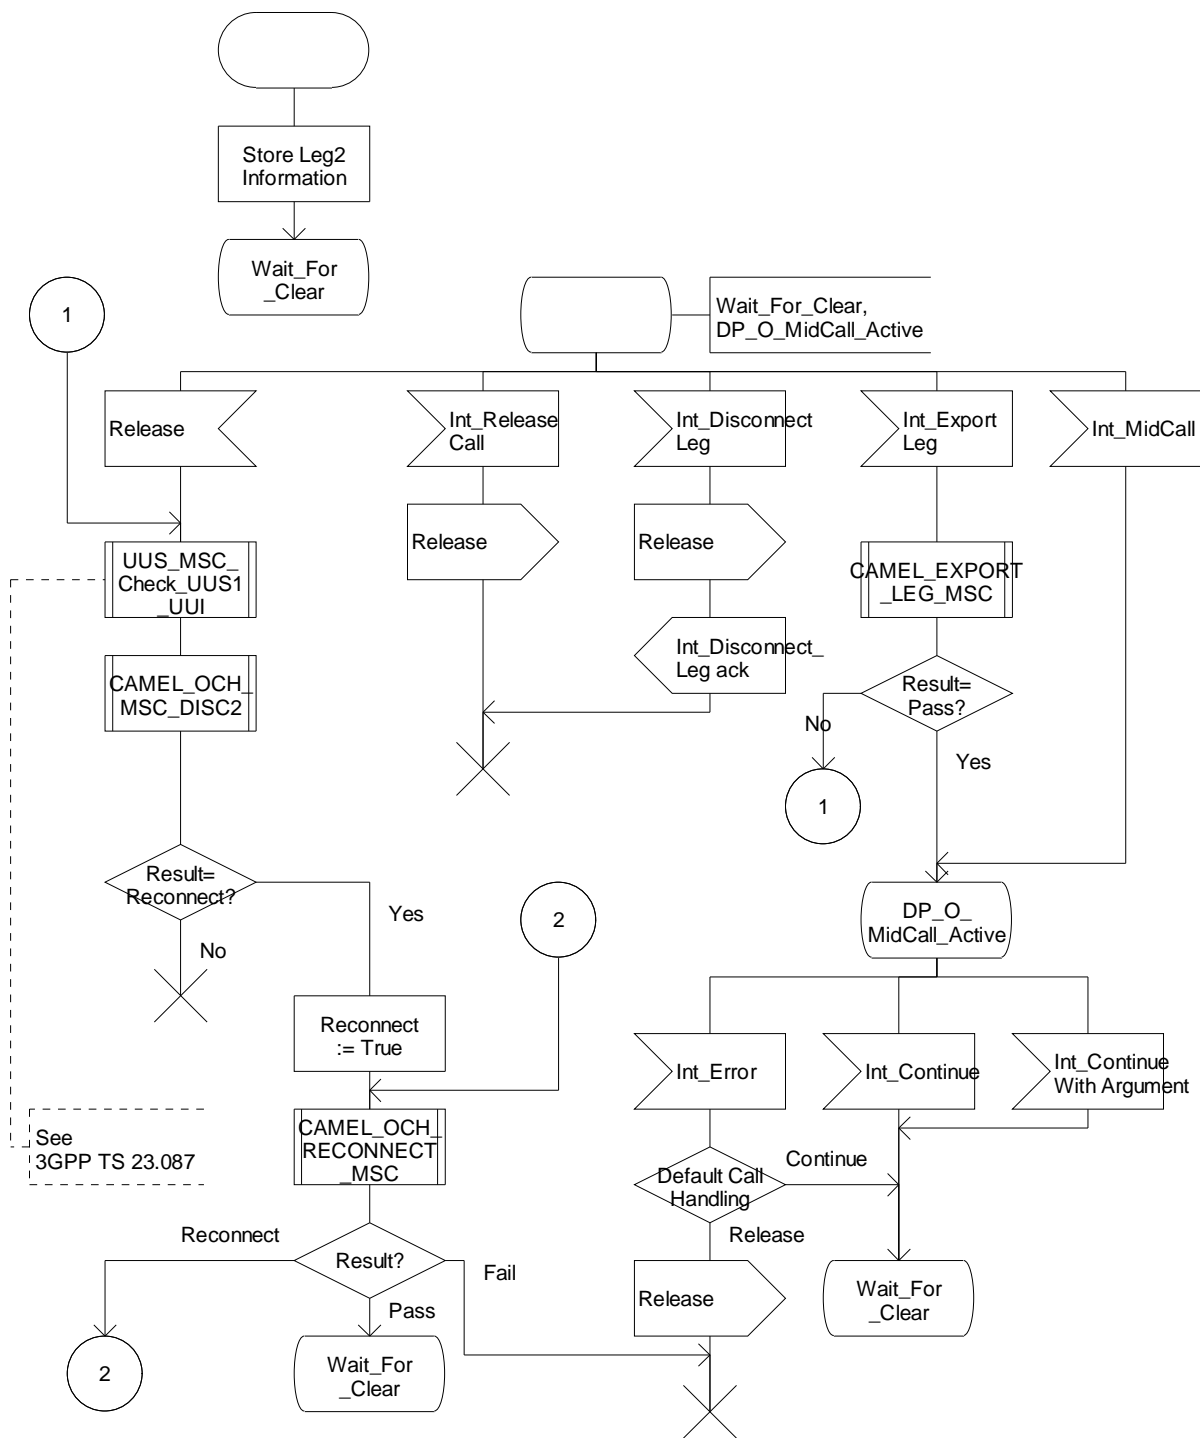 Store Leg2
Information
Wait_For
_Clear
1
Wait_For_Clear,
DP_O_MidCall_Active
Release
Int_Release
Call
Int_Disconnect
Leg
Int_Export
Leg
Int_MidCall
Release
Release
UUS_MSC_
Check_UUS1
_UUI
CAMEL_EXPORT
_LEG_MSC
Int_Disconnect_
Leg ack
CAMEL_OCH_
MSC_DISC2
Result=
Pass?
No
Yes
1
Result=
Reconnect?
Yes
No
2
DP_O_
MidCall_Active
Reconnect
:= True
Int_Error
Int_Continue
Int_Continue
With Argument
See
3GPP TS 23.087
CAMEL_OCH_
RECONNECT
_MSC
Default Call
Handling
Continue
Release
Reconnect
Result?
Fail
Pass
Release
Wait_For
_Clear
2
Wait_For
_Clear